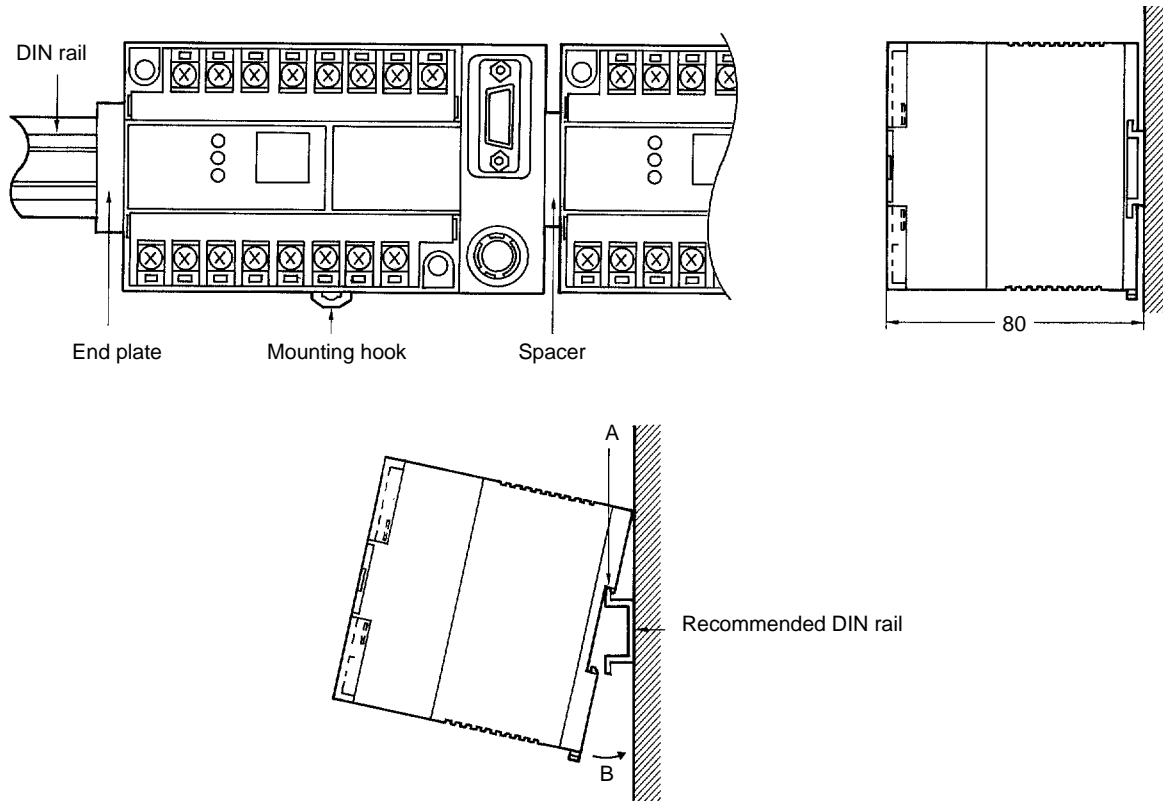 DIN rail
End plate
Mounting hook
Spacer
80
A
Recommended DIN rail
B